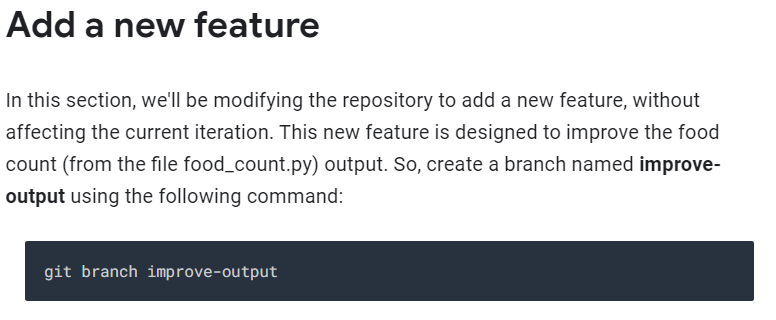 Add a new feature
In this section, we'll be modifying the repository to add a new feature, without
affecting the current iteration. This new feature is designed to improve the food
count (from the file food_count.py) output. So, create a branch named improve-
output using the following command:
git branch improve-output